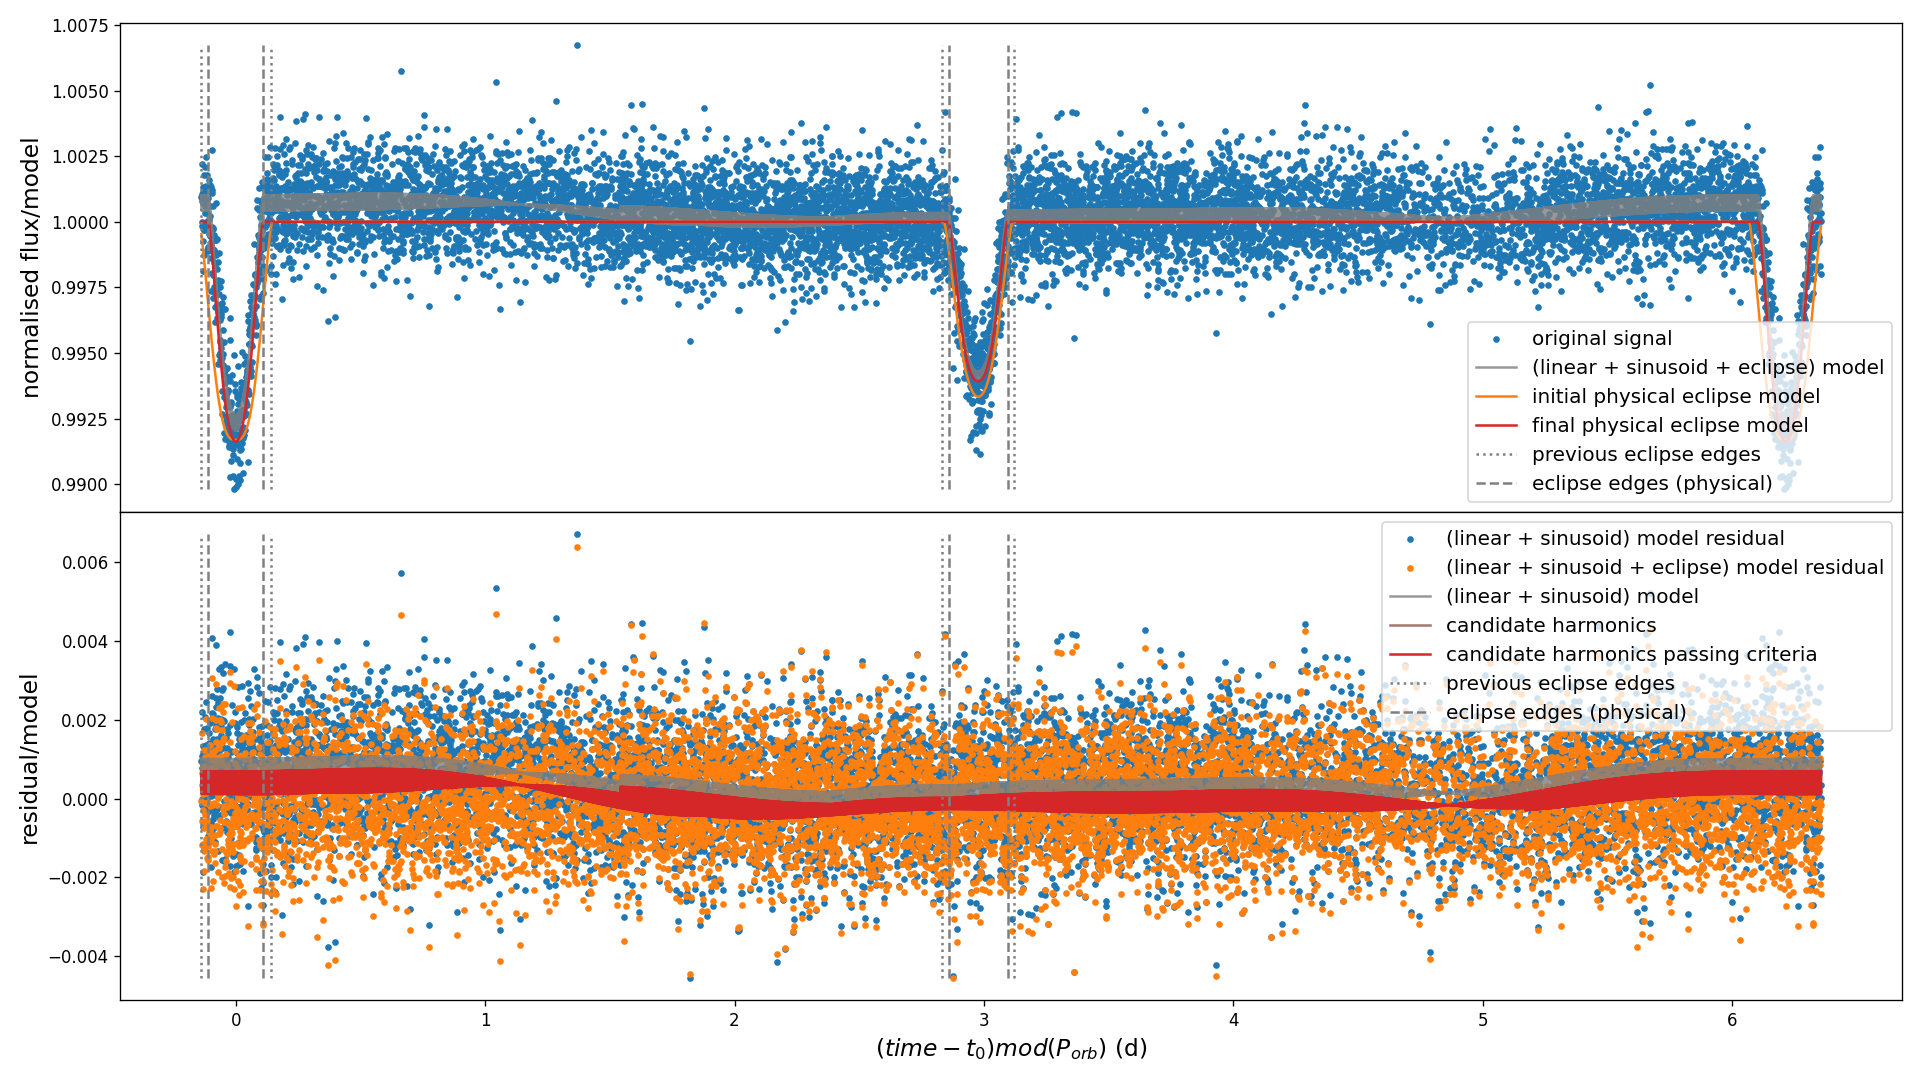 normalised flux/model
1.0075
1.0050
1.0025
1.0000
0.9975
0.9950
0.9925
0.9900
original signal
(linear + sinusoid + eclipse) model
initial physical eclipse model
final physical eclipse model
previous eclipse edges
eclipse edges (physical)
residual/model
0.006
0.004
0.002
0.000
−0.002
−0.004
(linear + sinusoid) model residual
(linear + sinusoid + eclipse) model residual
(linear + sinusoid) model
candidate harmonics
candidate harmonics passing criteria
previous eclipse edges
eclipse edges (physical)
0 1 2 3 4 5 6
(time − t₀)mod(Pₒᵣb) (d)